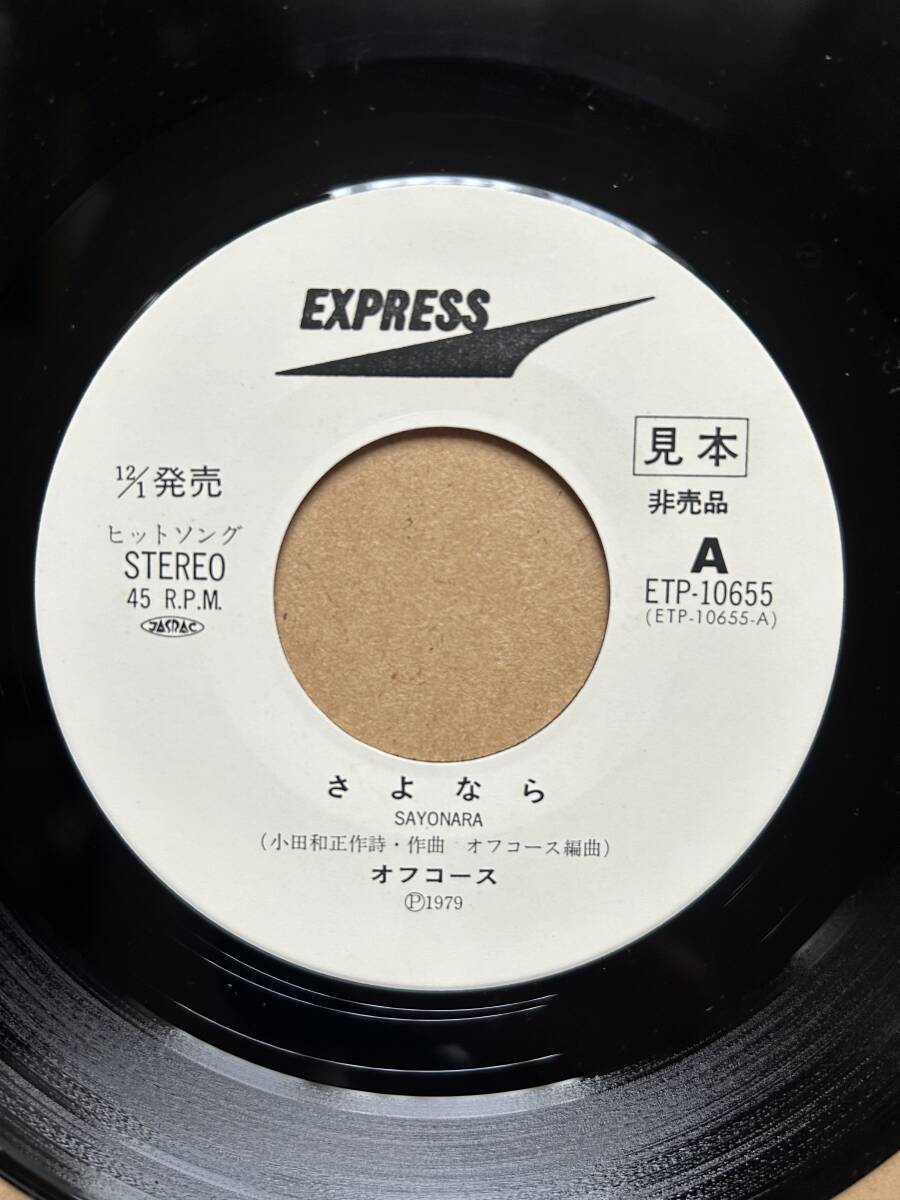 EXPRESS
12/1発売
ヒットソング
STEREO
45 R.P.M.
JASRAC
見本
非売品
A
ETP-10655
(ETP-10655-A)
さよなら
SAYONARA
(小田和正作詩・作曲 オフコース編曲)
オフコース
Ⓟ1979